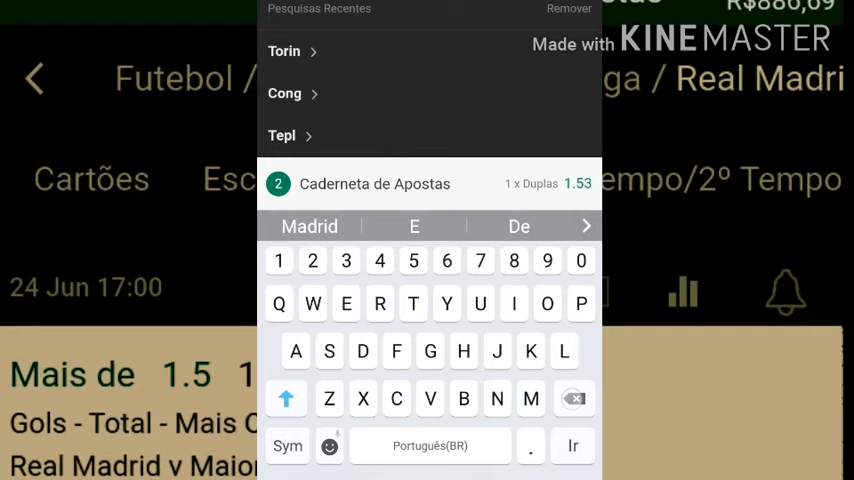 R$886,69
Pesquisas Recentes Remover
Made with KINEMASTER
Torin
Futebol / ga / Real Madri
Cong
Tepl
Cartões Esc empo/2º Tempo
2 Caderneta de Apostas 1 x Duplas 1.53
Madrid E De
1 2 3 4 5 6 7 8 9 0
24 Jun 17:00
Q W E R T Y U I O P
A S D F G H J K L
Mais de 1.5 1
Z X C V B N M
Gols - Total - Mais
Sym Português(BR) . Ir
Real Madrid v Maior